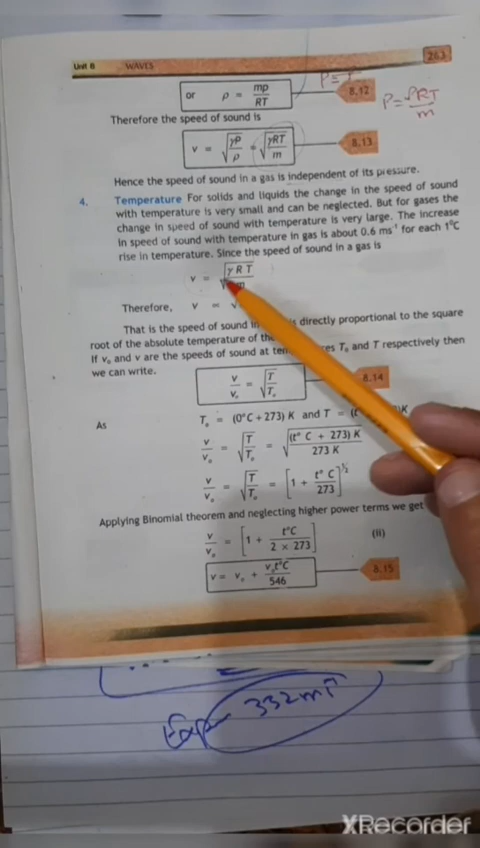 Unit 8 WAVES 263
or ρ = mp/RT 8.12
P = ρRT/m
Therefore the speed of sound is
v = √(γP/ρ) = √(γRT/m) 8.13
Hence the speed of sound in a gas is independent of its pressure.
4. Temperature For solids and liquids the change in the speed of sound
with temperature is very small and can be neglected. But for gases the
change in speed of sound with temperature is very large. The increase
in speed of sound with temperature in gas is about 0.6 ms⁻¹ for each 1°C
rise in temperature. Since the speed of sound in a gas is
v = √(γRT/m)
Therefore, v ∝
That is the speed of sound in is directly proportional to the square
root of the absolute temperature of the
If v₀ and v are the speeds of sound at T₀ and T respectively then
we can write.
v/v₀ = √(T/T₀) 8.14
As T₀ = (0°C + 273) K and T = (t° K
v/v₀ = √(T/T₀) = √((t° C + 273) K/273 K)
v/v₀ = √(T/T₀) = [1 + t° C/273]^½
Applying Binomial theorem and neglecting higher power terms we get
v/v₀ = [1 + t°C/(2 × 273)] (ii)
v = v₀ + v₀t°C/546 8.15
Exp 332
XRecorder